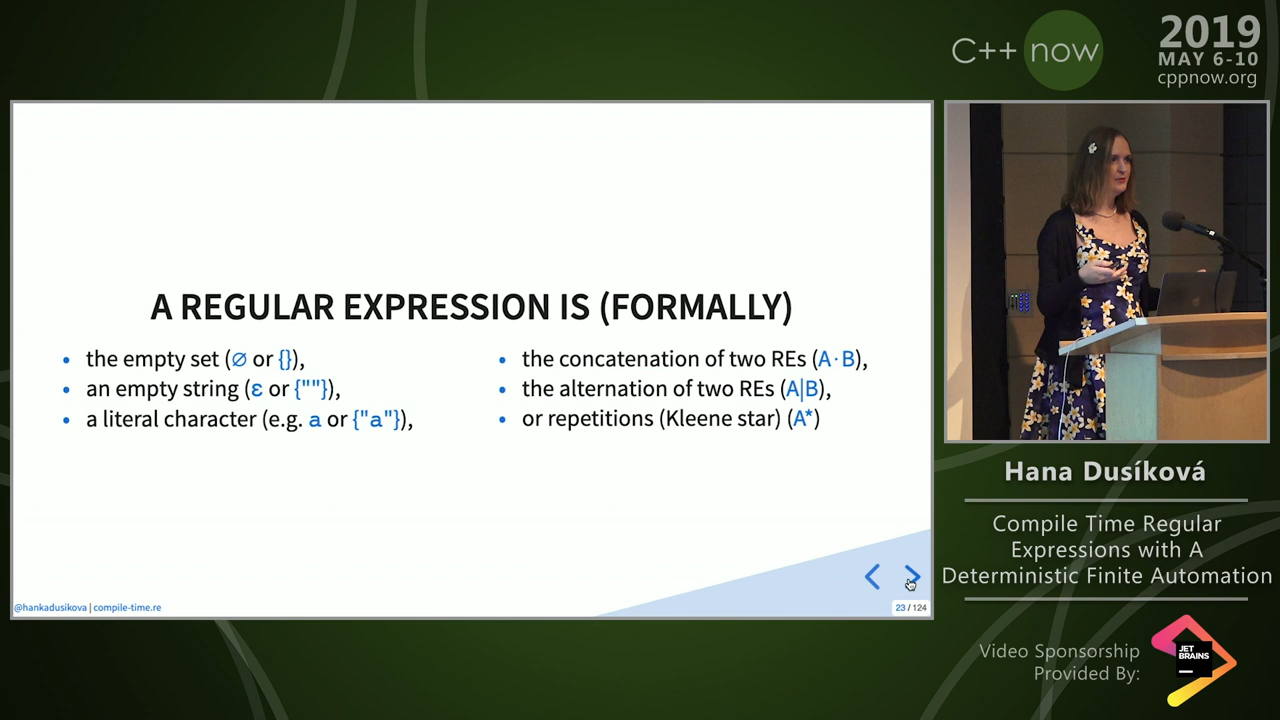 C++ now
2019
MAY 6-10
cppnow.org
A REGULAR EXPRESSION IS (FORMALLY)
• the empty set (∅ or {}),
• an empty string (ε or {""}),
• a literal character (e.g. a or {"a"}),
• the concatenation of two REs (A · B),
• the alternation of two REs (A|B),
• or repetitions (Kleene star) (A*)
@hankadusikova | compile-time.re
23 / 124
Hana Dusíková
Compile Time Regular
Expressions with A
Deterministic Finite Automation
Video Sponsorship
Provided By:
JET
BRAINS